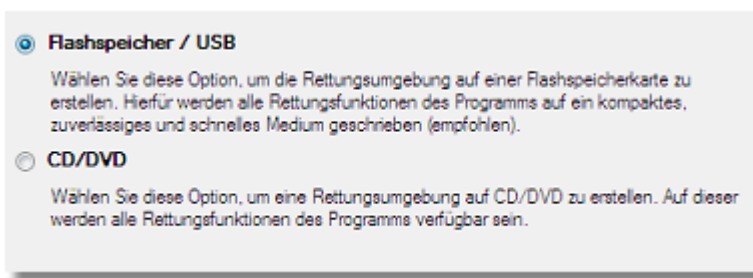 Flashspeicher / USB
Wählen Sie diese Option, um die Rettungsumgebung auf einer Flashspeicherkarte zu
erstellen. Hierfür werden alle Rettungsfunktionen des Programms auf ein kompaktes,
zuverlässiges und schnelles Medium geschrieben (empfohlen).
CD/DVD
Wählen Sie diese Option, um eine Rettungsumgebung auf CD/DVD zu erstellen. Auf dieser
werden alle Rettungsfunktionen des Programms verfügbar sein.